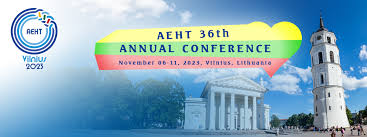 AEHT
Vilnius
2023
AEHT 36th
ANNUAL CONFERENCE
November 06-11, 2023, Vilnius, Lithuania